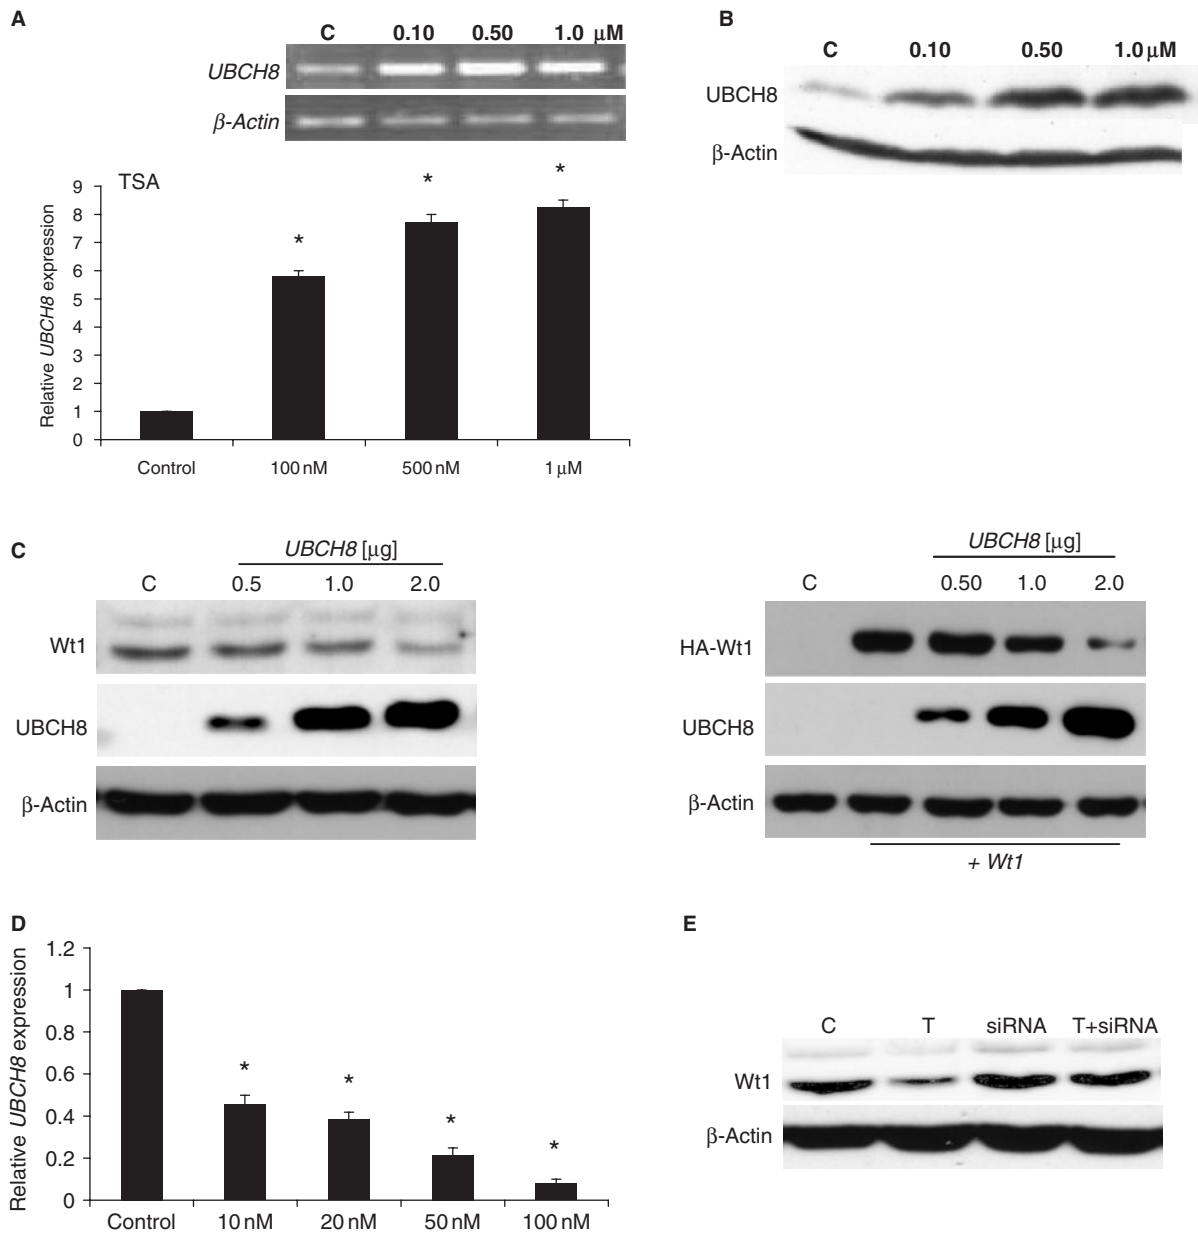 A
C 0.10 0.50 1.0 μM
UBCH8
β-Actin
TSA
Relative UBCH8 expression
9
8
7
6
5
4
3
2
1
0
Control 100 nM 500 nM 1 μM
B
C 0.10 0.50 1.0 μM
UBCH8
β-Actin
C
UBCH8 [μg]
C 0.5 1.0 2.0
Wt1
UBCH8
β-Actin
UBCH8 [μg]
C 0.50 1.0 2.0
HA-Wt1
UBCH8
β-Actin
+ Wt1
D
Relative UBCH8 expression
1.2
1
0.8
0.6
0.4
0.2
0
Control 10 nM 20 nM 50 nM 100 nM
E
C T siRNA T+siRNA
Wt1
β-Actin